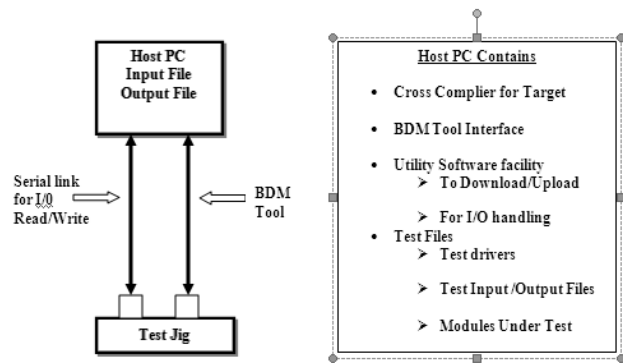 Host PC
Input File
Output File
Serial link
for I/0
Read/Write
BDM
Tool
Test Jig
Host PC Contains
• Cross Complier for Target
• BDM Tool Interface
• Utility Software facility
➢ To Download/Upload
➢ For I/O handling
• Test Files
➢ Test drivers
➢ Test Input /Output Files
➢ Modules Under Test